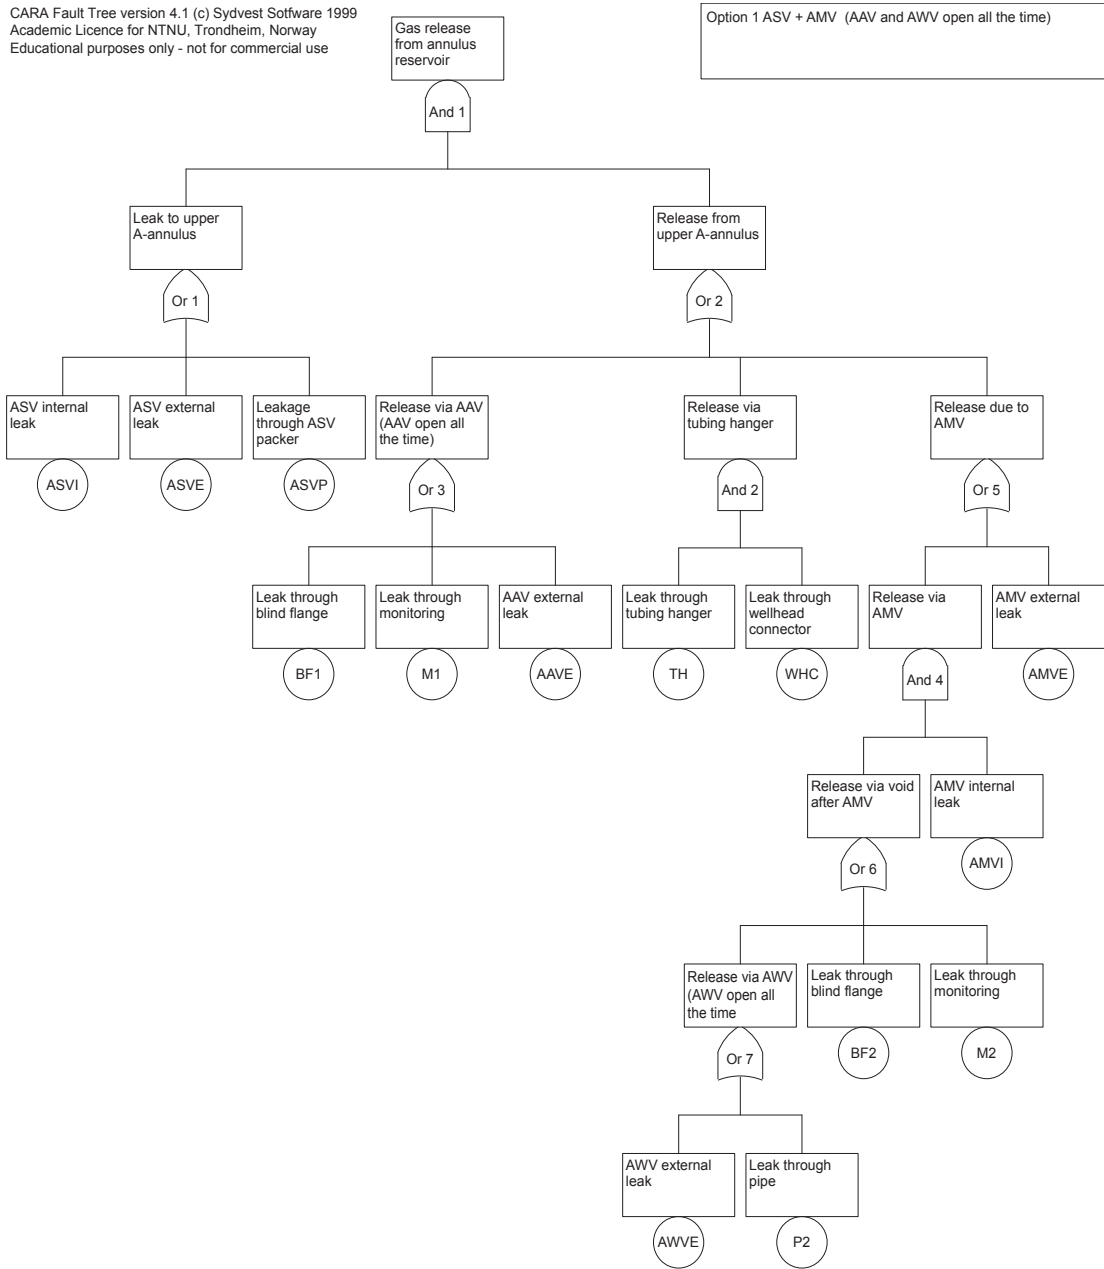 CARA Fault Tree version 4.1 (c) Sydvest Sotfware 1999
Academic Licence for NTNU, Trondheim, Norway
Educational purposes only - not for commercial use
Option 1 ASV + AMV (AAV and AWV open all the time)
Gas release
from annulus
reservoir
And 1
Leak to upper
A-annulus
Release from
upper A-annulus
Or 1
Or 2
ASV internal
leak
ASV external
leak
Leakage
through ASV
packer
Release via AAV
(AAV open all
the time)
Release via
tubing hanger
Release due to
AMV
ASVI
ASVE
ASVP
Or 3
And 2
Or 5
Leak through
blind flange
Leak through
monitoring
AAV external
leak
Leak through
tubing hanger
Leak through
wellhead
connector
Release via
AMV
AMV external
leak
BF1
M1
AAVE
TH
WHC
And 4
AMVE
Release via void
after AMV
AMV internal
leak
Or 6
AMVI
Release via AWV
(AWV open all
the time
Leak through
blind flange
Leak through
monitoring
Or 7
BF2
M2
AWV external
leak
Leak through
pipe
AWVE
P2